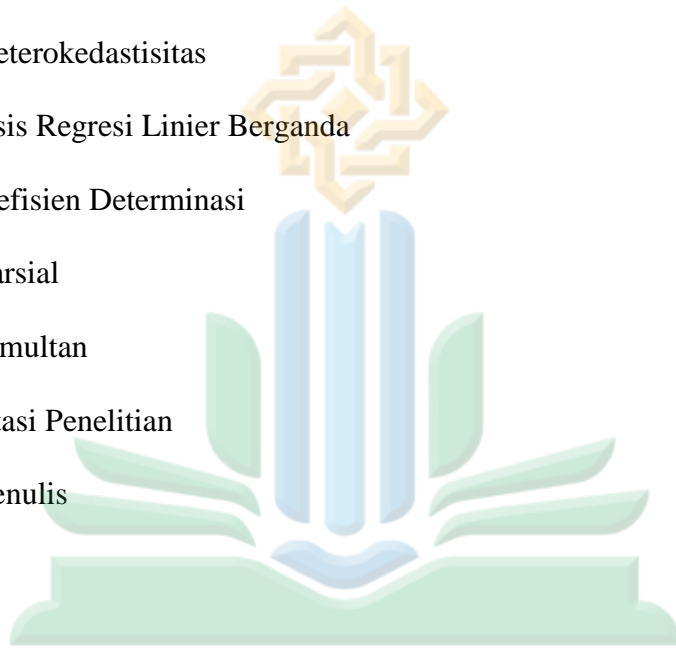 eterokedastisitas
sis Regresi Linier Berganda
efisien Determinasi
arsial
multan
tasi Penelitian
enulis